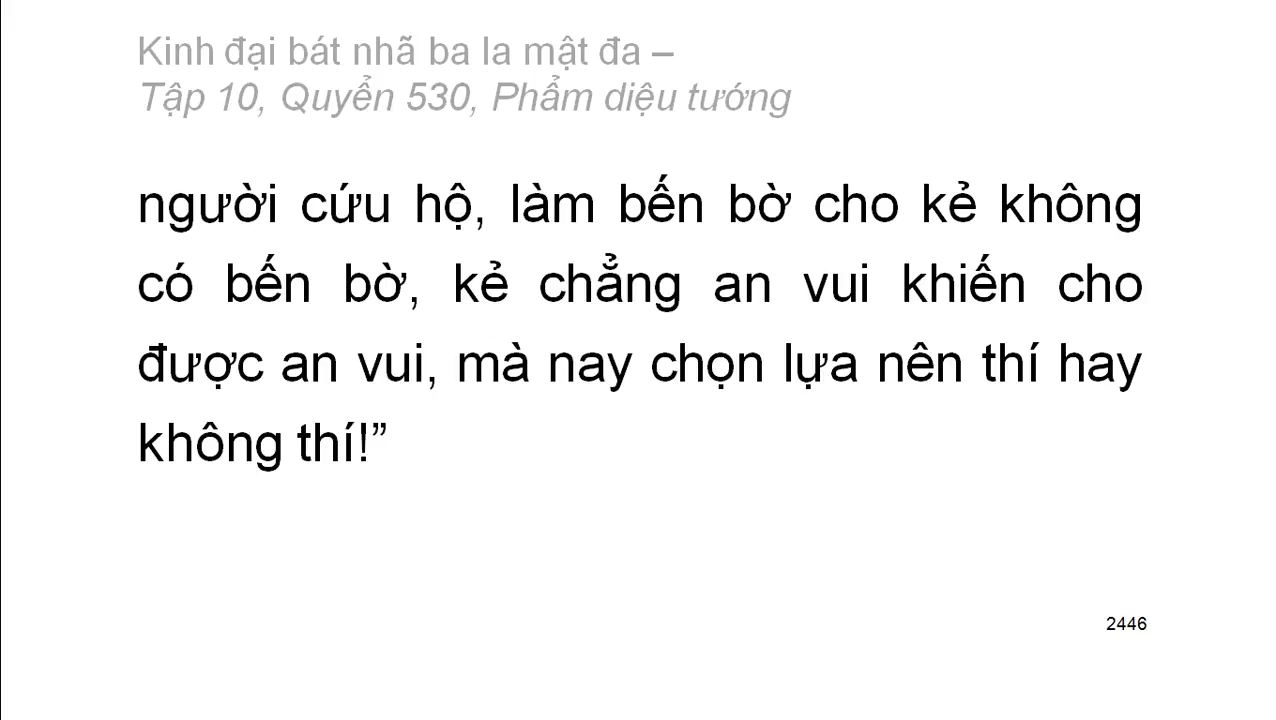 Kinh đại bát nhã ba la mật đa –
Tập 10, Quyển 530, Phẩm diệu tướng
người cứu hộ, làm bến bờ cho kẻ không
có bến bờ, kẻ chẳng an vui khiến cho
được an vui, mà nay chọn lựa nên thí hay
không thí!”
2446